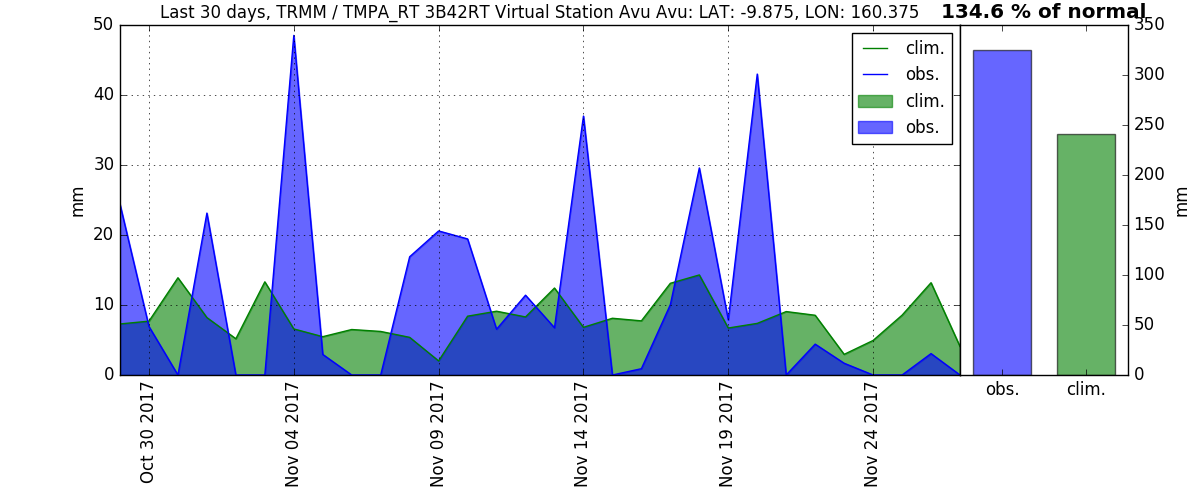 Last 30 days, TRMM / TMPA_RT 3B42RT Virtual Station Avu Avu: LAT: -9.875, LON: 160.375
134.6 % of normal
50
40
30
20
10
0
mm
clim.
obs.
clim.
obs.
Oct 30 2017
Nov 04 2017
Nov 09 2017
Nov 14 2017
Nov 19 2017
Nov 24 2017
350
300
250
200
150
100
50
0
mm
obs.
clim.